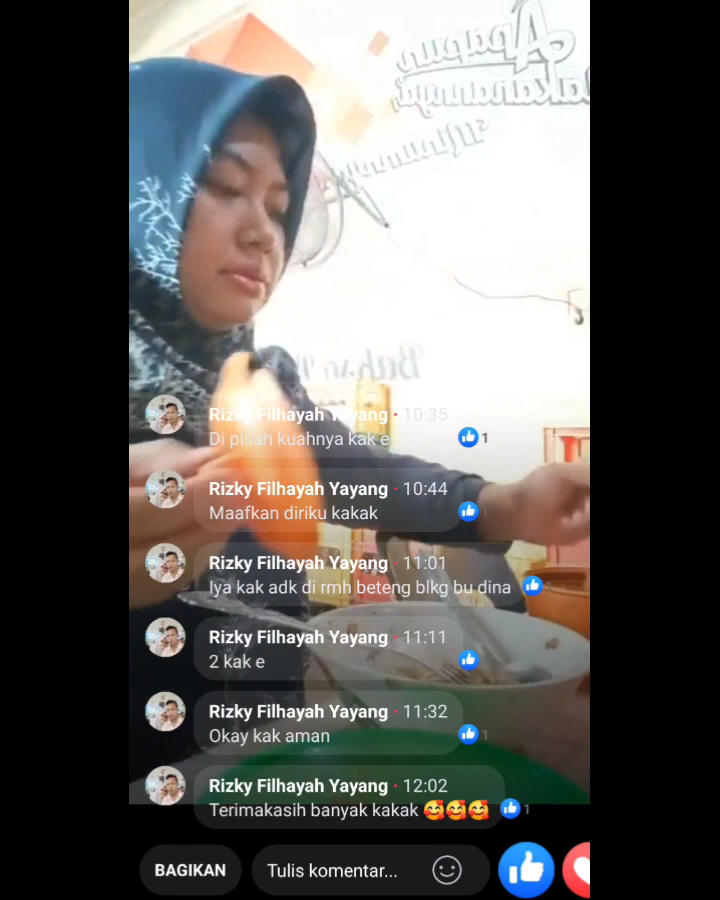 Apapun
Makanannya
Minumnya
Rizky Filhayah Yayang · 10:35
Di pisah kuahnya kak e
1
Rizky Filhayah Yayang · 10:44
Maafkan diriku kakak
Rizky Filhayah Yayang · 11:01
Iya kak adk di rmh beteng blkg bu dina
Rizky Filhayah Yayang · 11:11
2 kak e
Rizky Filhayah Yayang · 11:32
Okay kak aman
1
Rizky Filhayah Yayang · 12:02
Terimakasih banyak kakak 🥰🥰🥰
1
BAGIKAN
Tulis komentar...